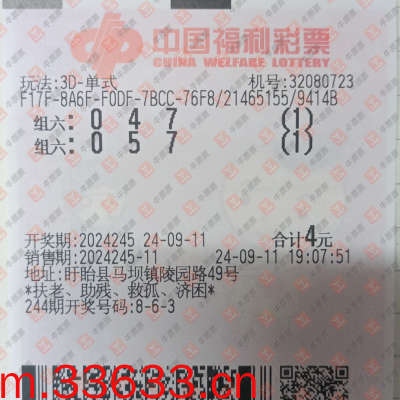 中国福利彩票
CHINA WELFARE LOTTERY
玩法:3D-单式 机号:32080723
F17F-8A6F-F0DF-7BCC-76F8/21465155/9414B
组六: 0 4 7 (1)
组六: 0 5 7 (1)
开奖期:2024245 24-09-11 合计4元
销售期:2024245-11 24-09-11 19:07:51
地址:盱眙县马坝镇陵园路49号
*扶老、助残、救孤、济困*
244期开奖号码:8-6-3
m.33633.cn